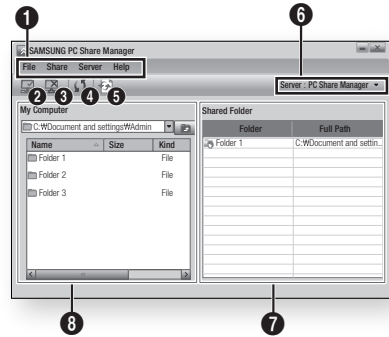 1 6
SAMSUNG PC Share Manager
File Share Server Help
2 3 4 5
Server : PC Share Manager
My Computer Shared Folder
C:₩Document and settings₩Admin
Name Size Kind Folder Full Path
Folder 1 File Folder 1 C:₩Document and settin..
Folder 2 File
Folder 3 File
8 7